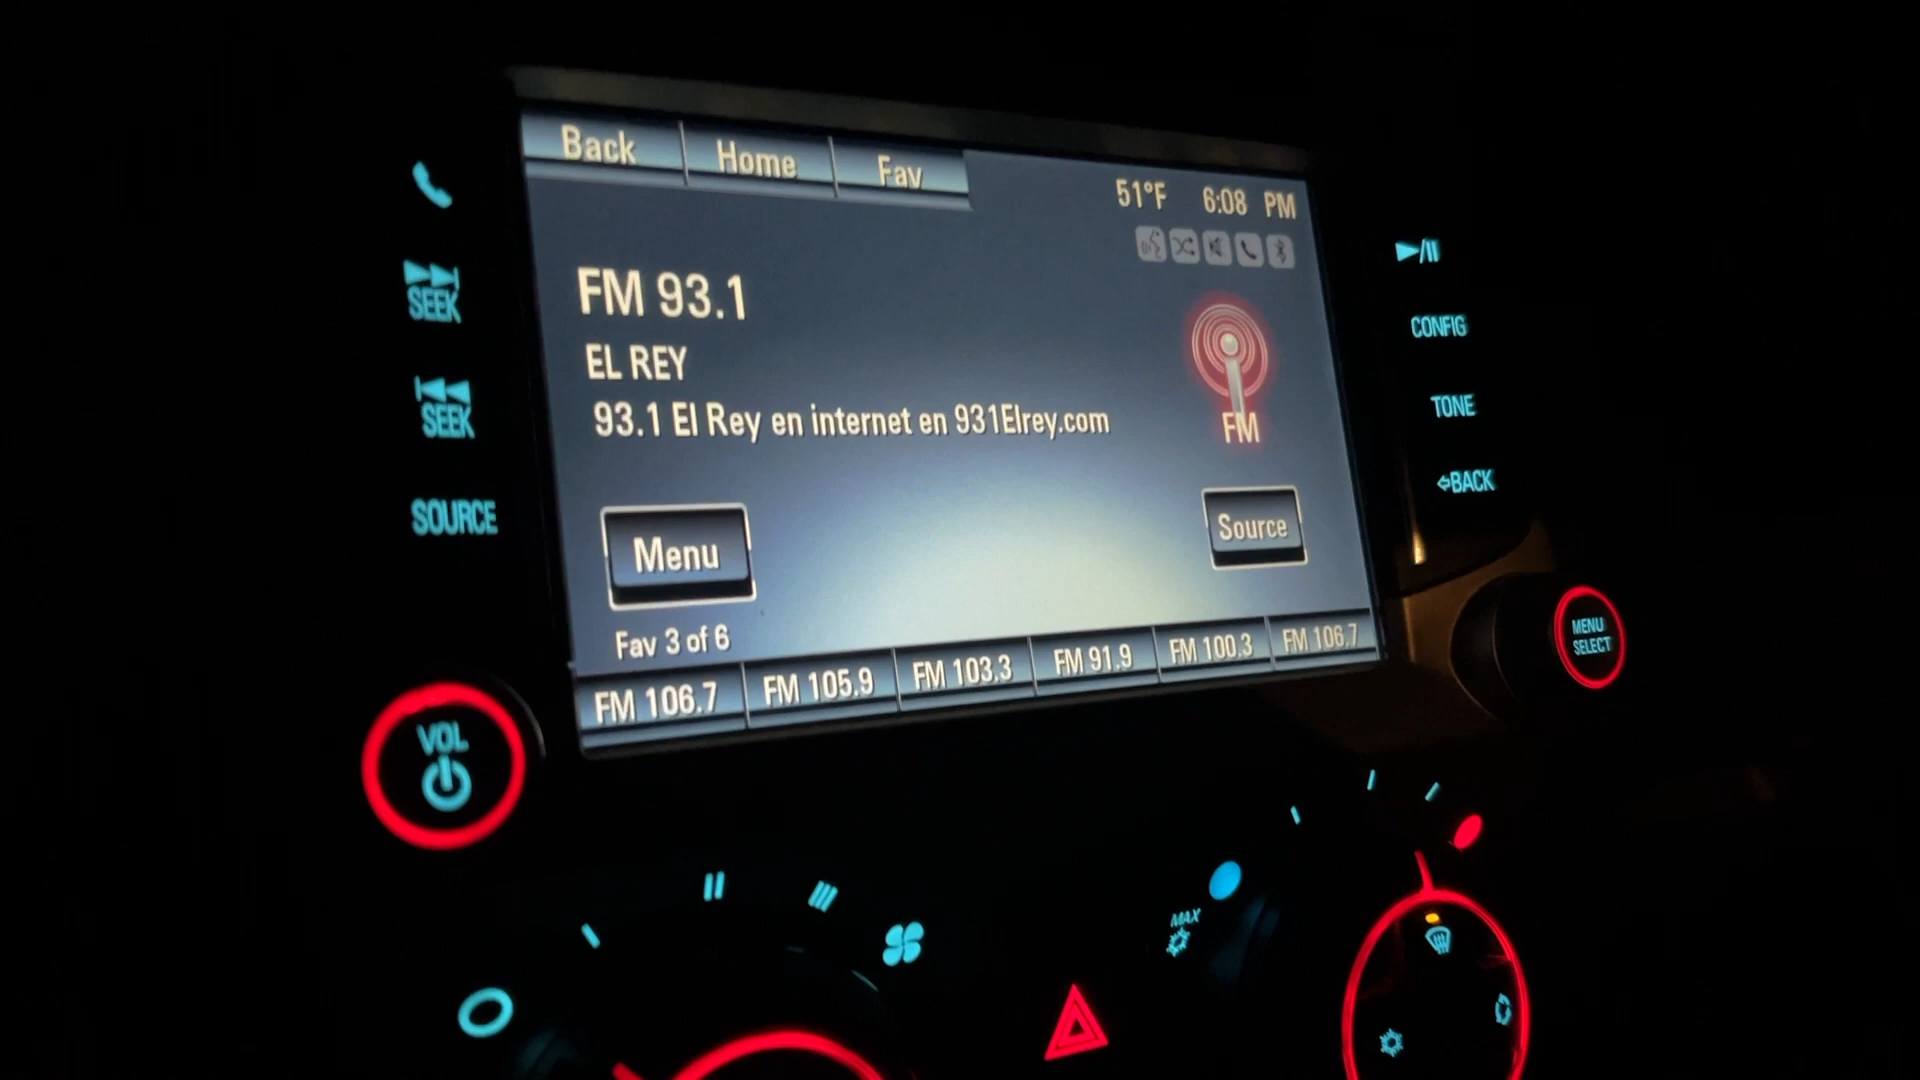 Back Home Fav
51°F 6:08 PM
FM 93.1
EL REY
93.1 El Rey en internet en 931Elrey.com
FM
Menu
Source
Fav 3 of 6
FM 106.7 FM 105.9 FM 103.3 FM 91.9 FM 100.3 FM 106.7
SEEK
SEEK
SOURCE
VOL
CONFIG
TONE
BACK
MENU
SELECT
MAX